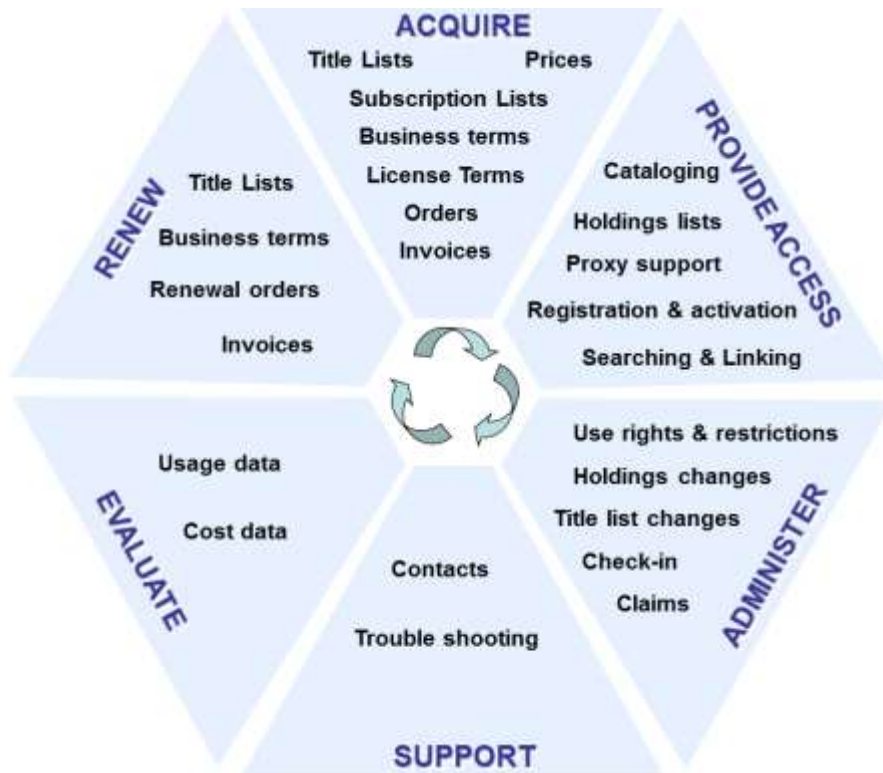 ACQUIRE
Title Lists Prices
Subscription Lists
Business terms
License Terms
Orders
Invoices
PROVIDE ACCESS
Cataloging
Holdings lists
Proxy support
Registration & activation
Searching & Linking
ADMINISTER
Use rights & restrictions
Holdings changes
Title list changes
Check-in
Claims
SUPPORT
Contacts
Trouble shooting
EVALUATE
Usage data
Cost data
RENEW
Title Lists
Business terms
Renewal orders
Invoices